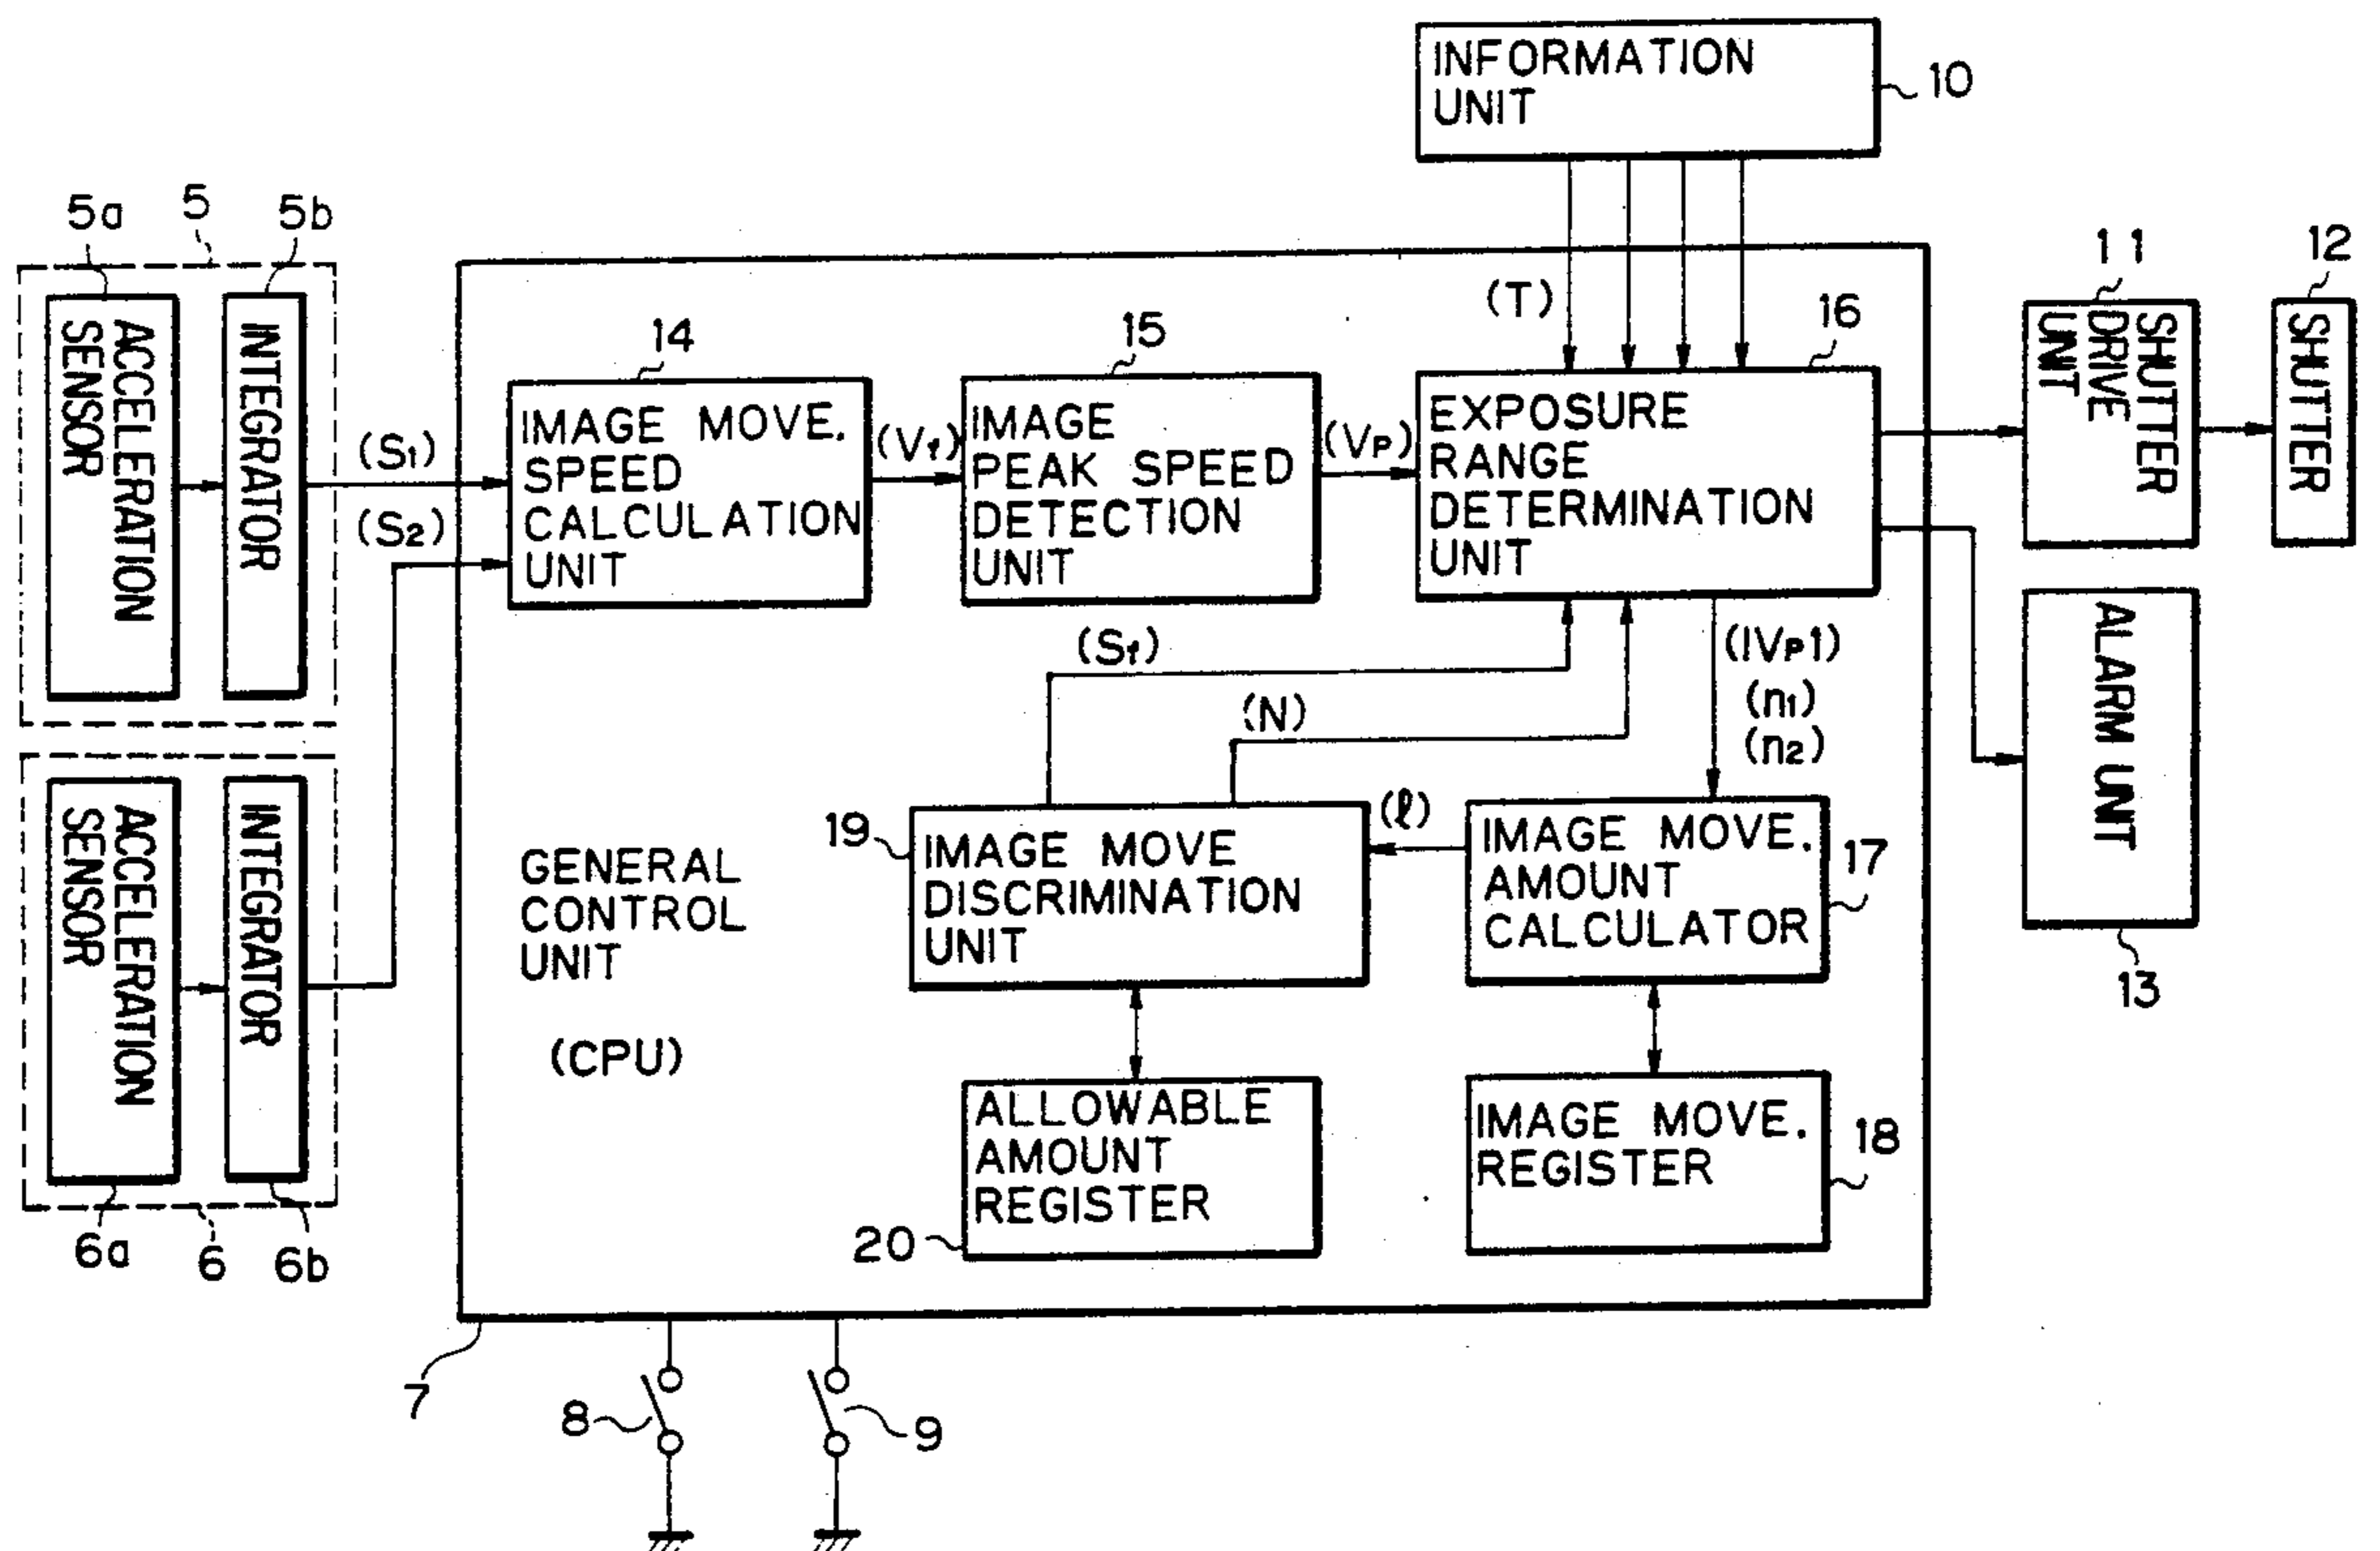 INFORMATION
UNIT
10
5a
5
5b
ACCELERATION
SENSOR
INTEGRATOR
(S1)
(S2)
ACCELERATION
SENSOR
INTEGRATOR
6a
6
6b
14
IMAGE MOVE.
SPEED
CALCULATION
UNIT
(Vf)
15
IMAGE
PEAK SPEED
DETECTION
UNIT
(VP)
(T)
16
EXPOSURE
RANGE
DETERMINATION
UNIT
11
SHUTTER
DRIVE
UNIT
12
SHUTTER
ALARM UNIT
13
(Sf)
(N)
(IVP1)
(n1)
(n2)
19
IMAGE MOVE
DISCRIMINATION
UNIT
(ℓ)
IMAGE MOVE.
AMOUNT
CALCULATOR
17
GENERAL
CONTROL
UNIT
(CPU)
ALLOWABLE
AMOUNT
REGISTER
20
IMAGE MOVE.
REGISTER
18
7
8
9